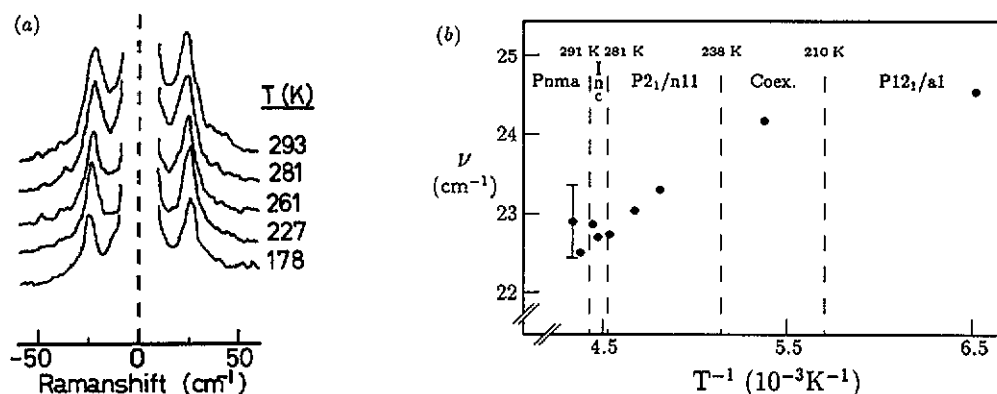 (a)
T(K)
293
281
261
227
178
-50 0 50
Ramanshift (cm⁻¹)
(b)
291 K 281 K 238 K 210 K
Pnma Inc P2₁/n11 Coex. P12₁/a1
25
24
ν
(cm⁻¹)
23
22
4.5 5.5 6.5
T⁻¹ (10⁻³K⁻¹)